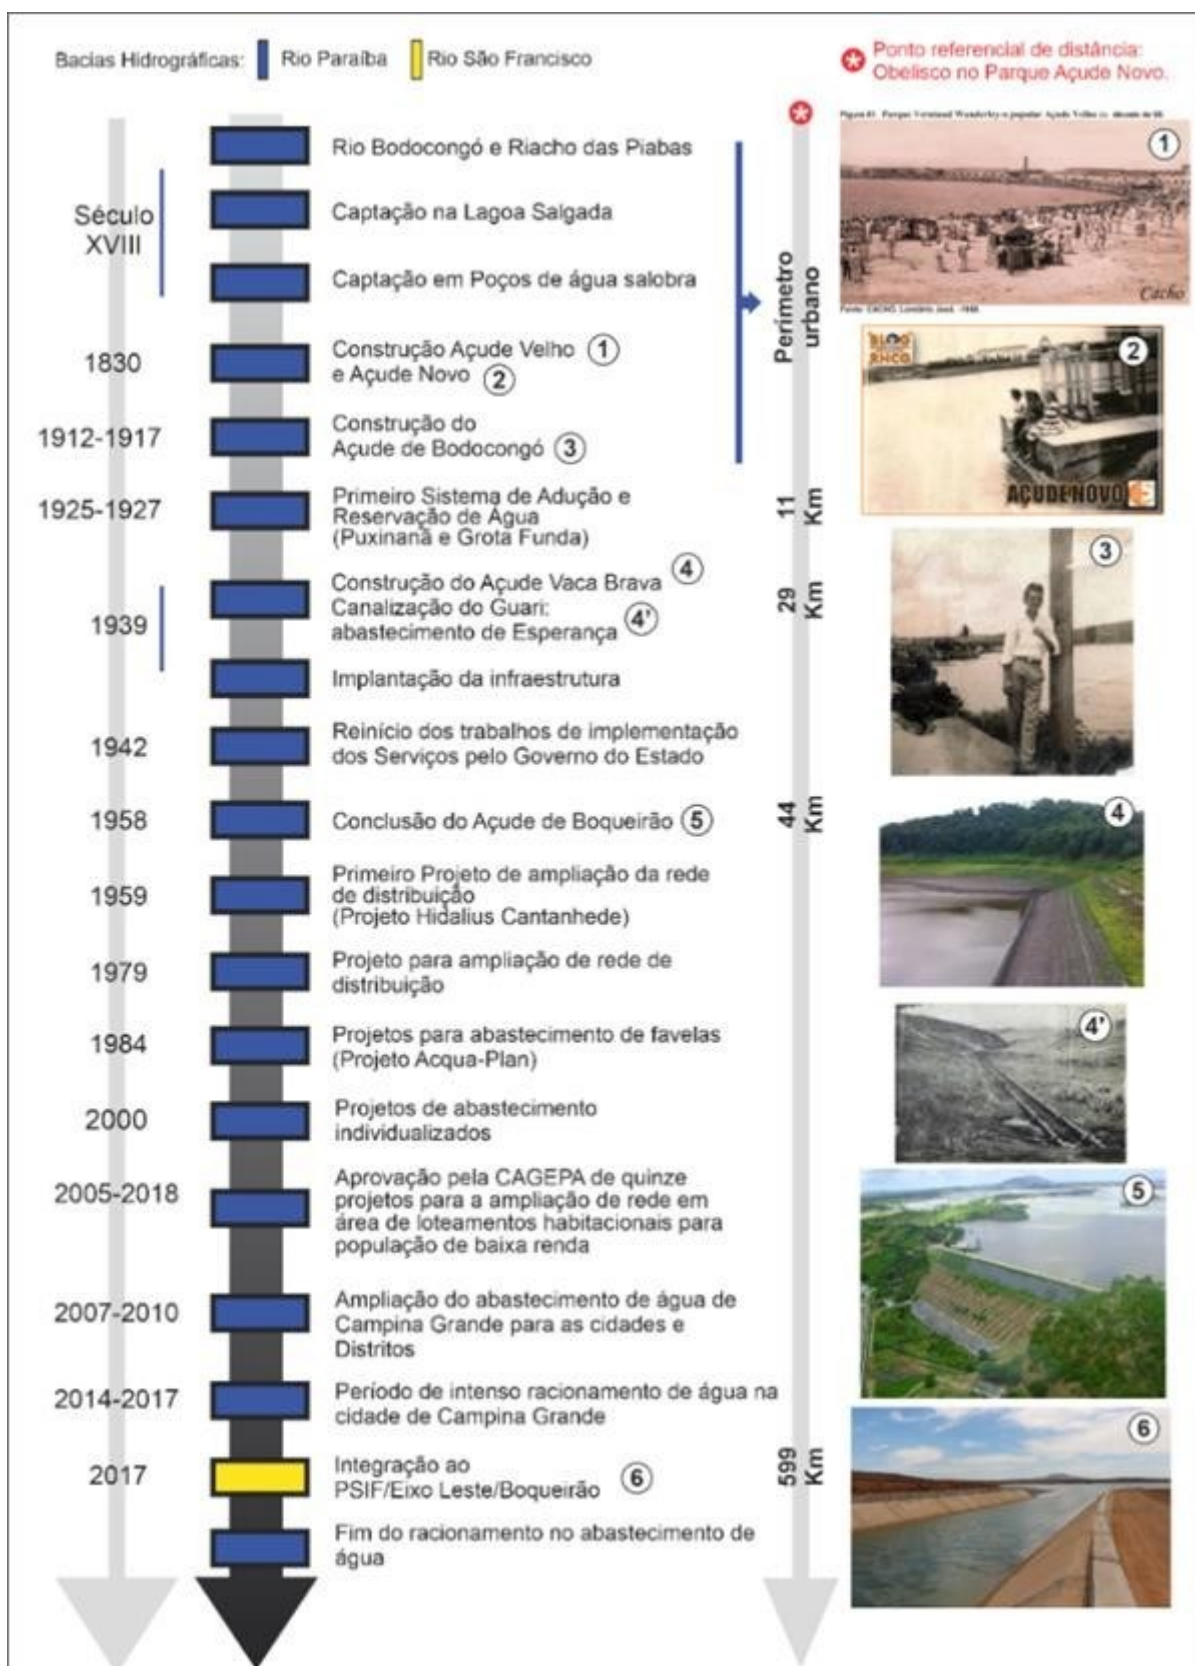 Bacias Hidrográficas: Rio Paraíba Rio São Francisco
* Ponto referencial de distância:
Obelisco no Parque Açude Novo.
*
Século
XVIII
Rio Bodocongó e Riacho das Piabas
Captação na Lagoa Salgada
Captação em Poços de água salobra
1830
Construção Açude Velho 1
e Açude Novo 2
1912-1917
Construção do
Açude de Bodocongó 3
Perímetro
urbano
1925-1927
Primeiro Sistema de Adução e
Reservação de Água
(Puxinanã e Grota Funda)
11
Km
1939
Construção do Açude Vaca Brava 4
Canalização do Guari:
abastecimento de Esperança 4'
29
Km
Implantação da infraestrutura
1942
Reinício dos trabalhos de implementação
dos Serviços pelo Governo do Estado
1958
Conclusão do Açude de Boqueirão 5
44
Km
1959
Primeiro Projeto de ampliação da rede
de distribuição
(Projeto Hidalius Cantanhede)
1979
Projeto para ampliação de rede de
distribuição
1984
Projetos para abastecimento de favelas
(Projeto Acqua-Plan)
2000
Projetos de abastecimento
individualizados
2005-2018
Aprovação pela CAGEPA de quinze
projetos para a ampliação de rede em
área de loteamentos habitacionais para
população de baixa renda
2007-2010
Ampliação do abastecimento de água de
Campina Grande para as cidades e
Distritos
2014-2017
Período de intenso racionamento de água na
cidade de Campina Grande
2017
Integração ao
PSIF/Eixo Leste/Boqueirão 6
599
Km
Fim do racionamento no abastecimento de
água
1
Cacho
BLOG
RHCG
2
AÇUDE NOVO
3
4
4'
5
6